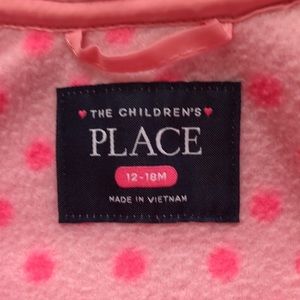 THE CHILDREN'S
PLACE
12-18M
MADE IN VIETNAM